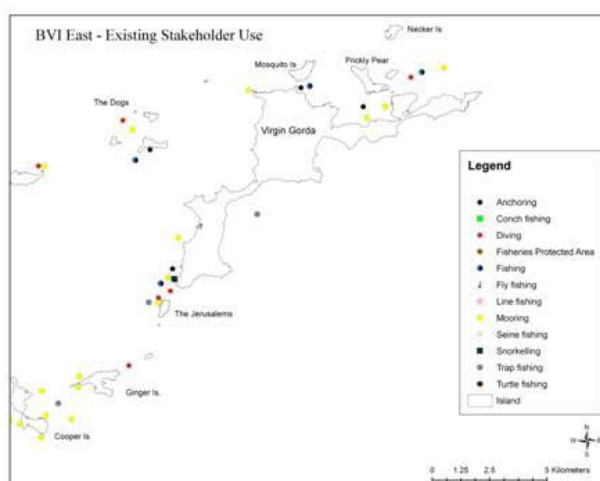 BVI East - Existing Stakeholder Use
Necker Is
Mosquito Is
Prickly Pear
The Dogs
Virgin Gorda
The Jerusalems
Ginger Is.
Cooper Is
Legend
Anchoring
Conch fishing
Diving
Fisheries Protected Area
Fishing
Fly fishing
Line fishing
Mooring
Seine fishing
Snorkelling
Trap fishing
Turtle fishing
Island
N
W E
S
0 1.25 2.5 5 Kilometers